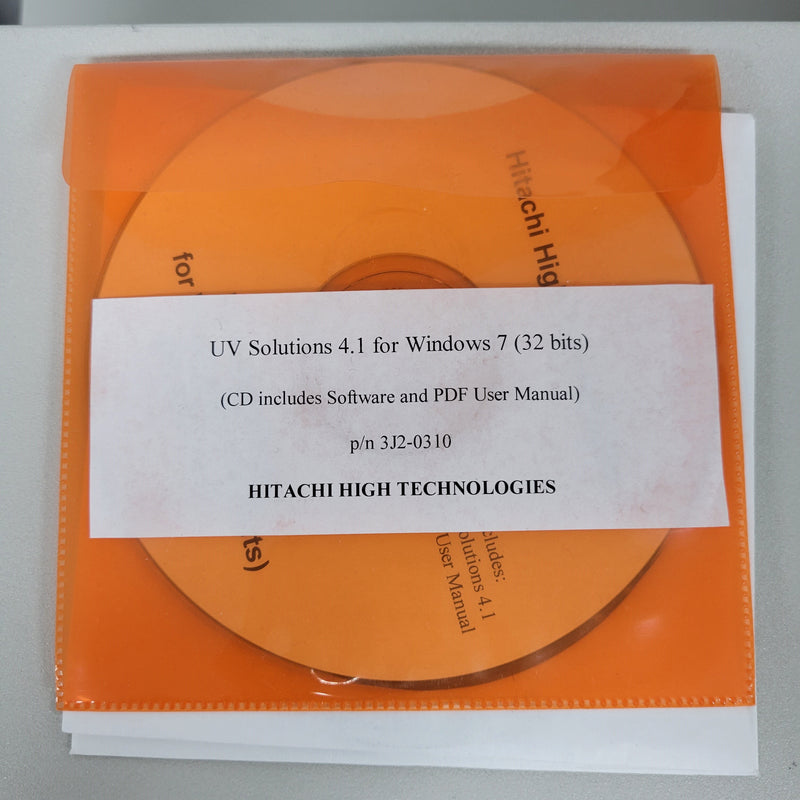 Hitachi Hig
for
UV Solutions 4.1 for Windows 7 (32 bits)
(CD includes Software and PDF User Manual)
p/n 3J2-0310
HITACHI HIGH TECHNOLOGIES
ts)
cludes:
olutions 4.1
User Manual